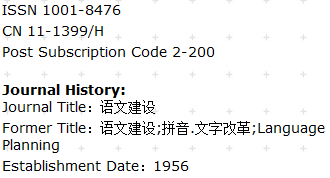 ISSN 1001-8476
CN 11-1399/H
Post Subscription Code 2-200
Journal History:
Journal Title：语文建设
Former Title：语文建设;拼音.文字改革;Language
Planning
Establishment Date：1956